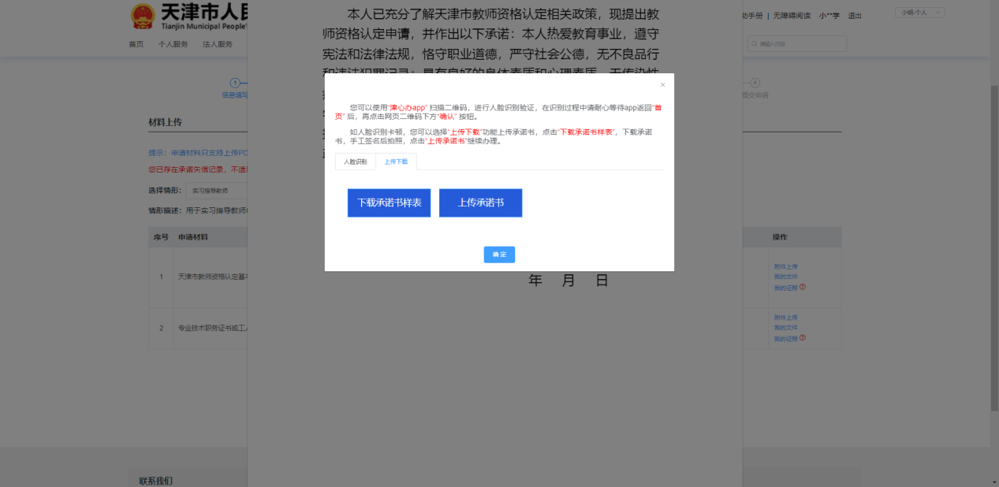 天津市人民
Tianjin Municipal People'
助手册 | 无障碍阅读 小**学 退出
小昭-个人
首页 个人服务 法人服务
请输入内容
本人已充分了解天津市教师资格认定相关政策，现提出教
师资格认定申请，并作出以下承诺：本人热爱教育事业，遵守
宪法和法律法规，恪守职业道德，严守社会公德，无不良品行
和违法犯罪记录；具有良好的身体素质和心理素质，无传染性
1
信息填写
4
提交申请
×
您可以使用"津心办app" 扫描二维码，进行人脸识别验证，在识别过程中请耐心等待app返回"首
页" 后，再点击网页二维码下方"确认" 按钮。
如人脸识别卡顿，您可以选择"上传下载"功能上传承诺书，点击"下载承诺书样表"，下载承诺
书，手工签名后拍照，点击"上传承诺书"继续办理。
人脸识别 上传下载
下载承诺书样表 上传承诺书
确 定
年 月 日
材料上传
提示：申请材料只支持上传PD
您已存在承诺失信记录，不适
选择情形： 实习指导教师
情形描述：用于实习指导教师
序号 申请材料 操作
1 天津市教师资格认定基本
附件上传
我的文件
我的证照
2 专业技术职务证书或工人
附件上传
我的文件
我的证照
联系我们